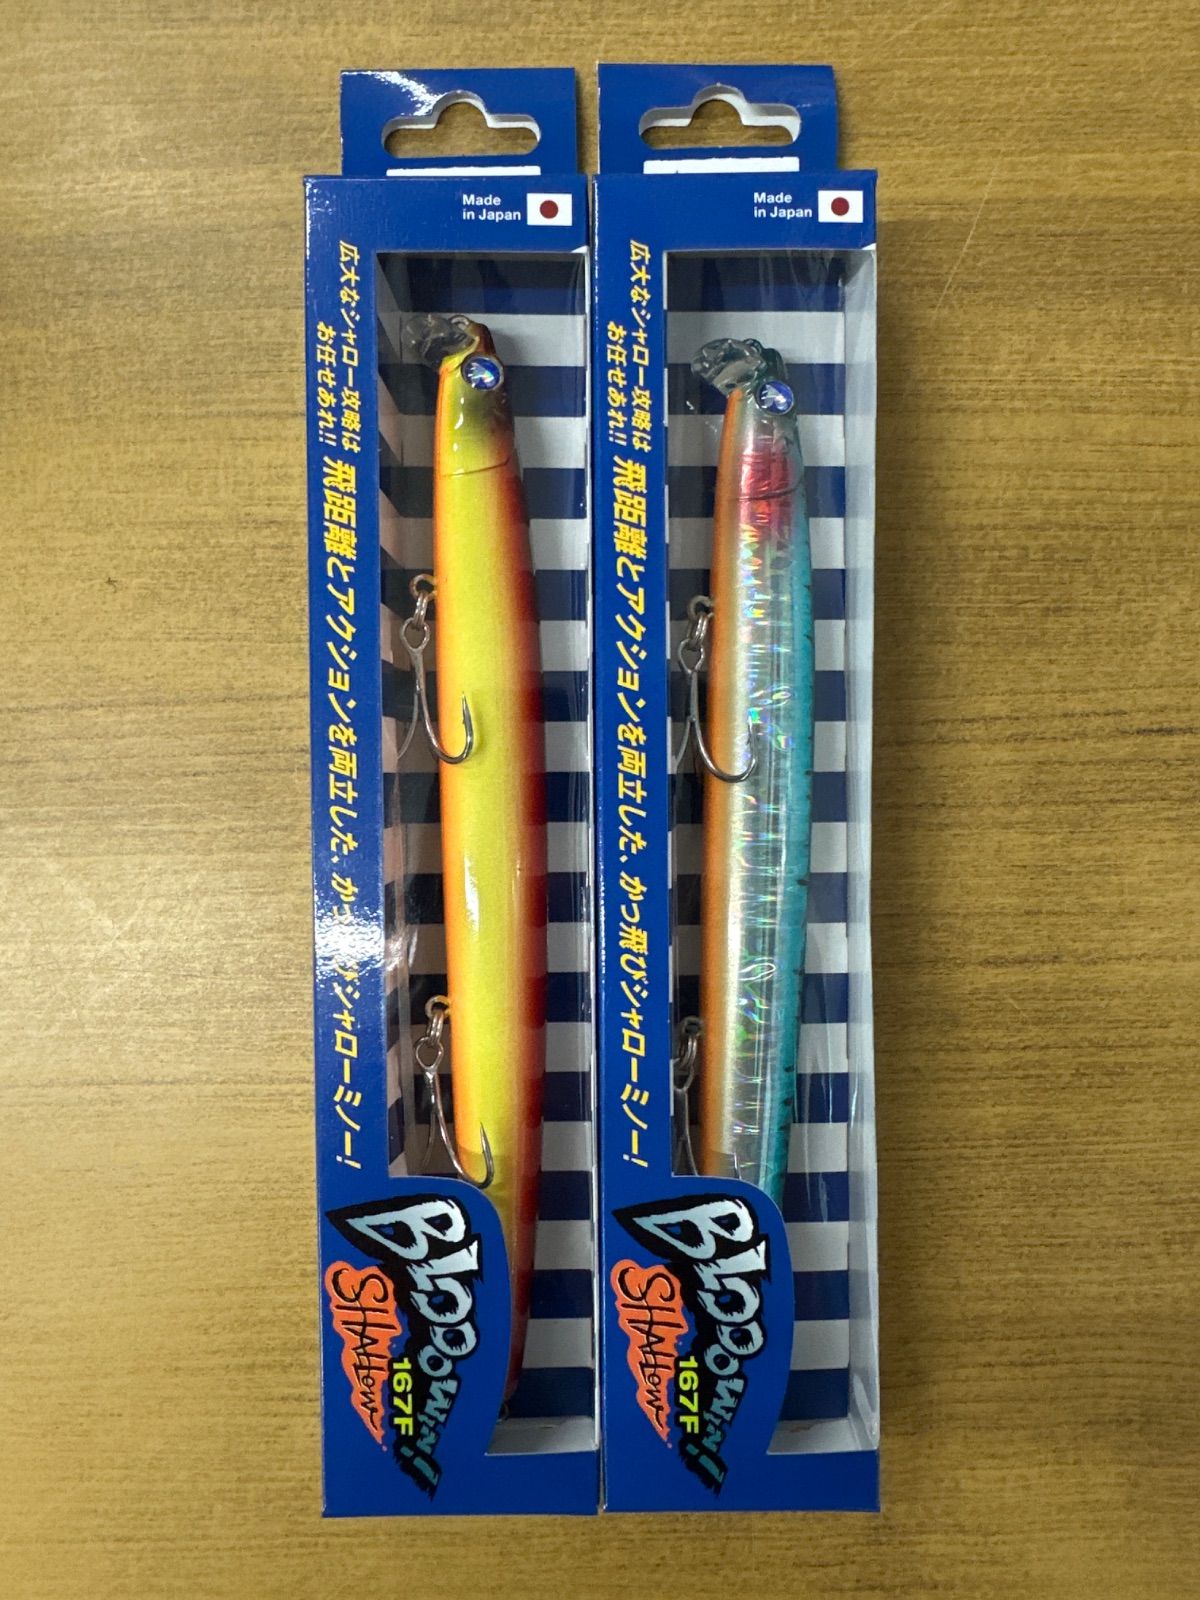 Made
in Japan
広大なシャロー攻略は
お任せあれ!!
飛距離とアクションを両立した、かっ びシャローミノー!
BLOOOWIN!
SHALLOW
167F
Made
in Japan
広大なシャロー攻略は
お任せあれ!!
飛距離とアクションを両立した、かっ飛びシャローミノー!
BLOOOWIN!
SHALLOW
167F